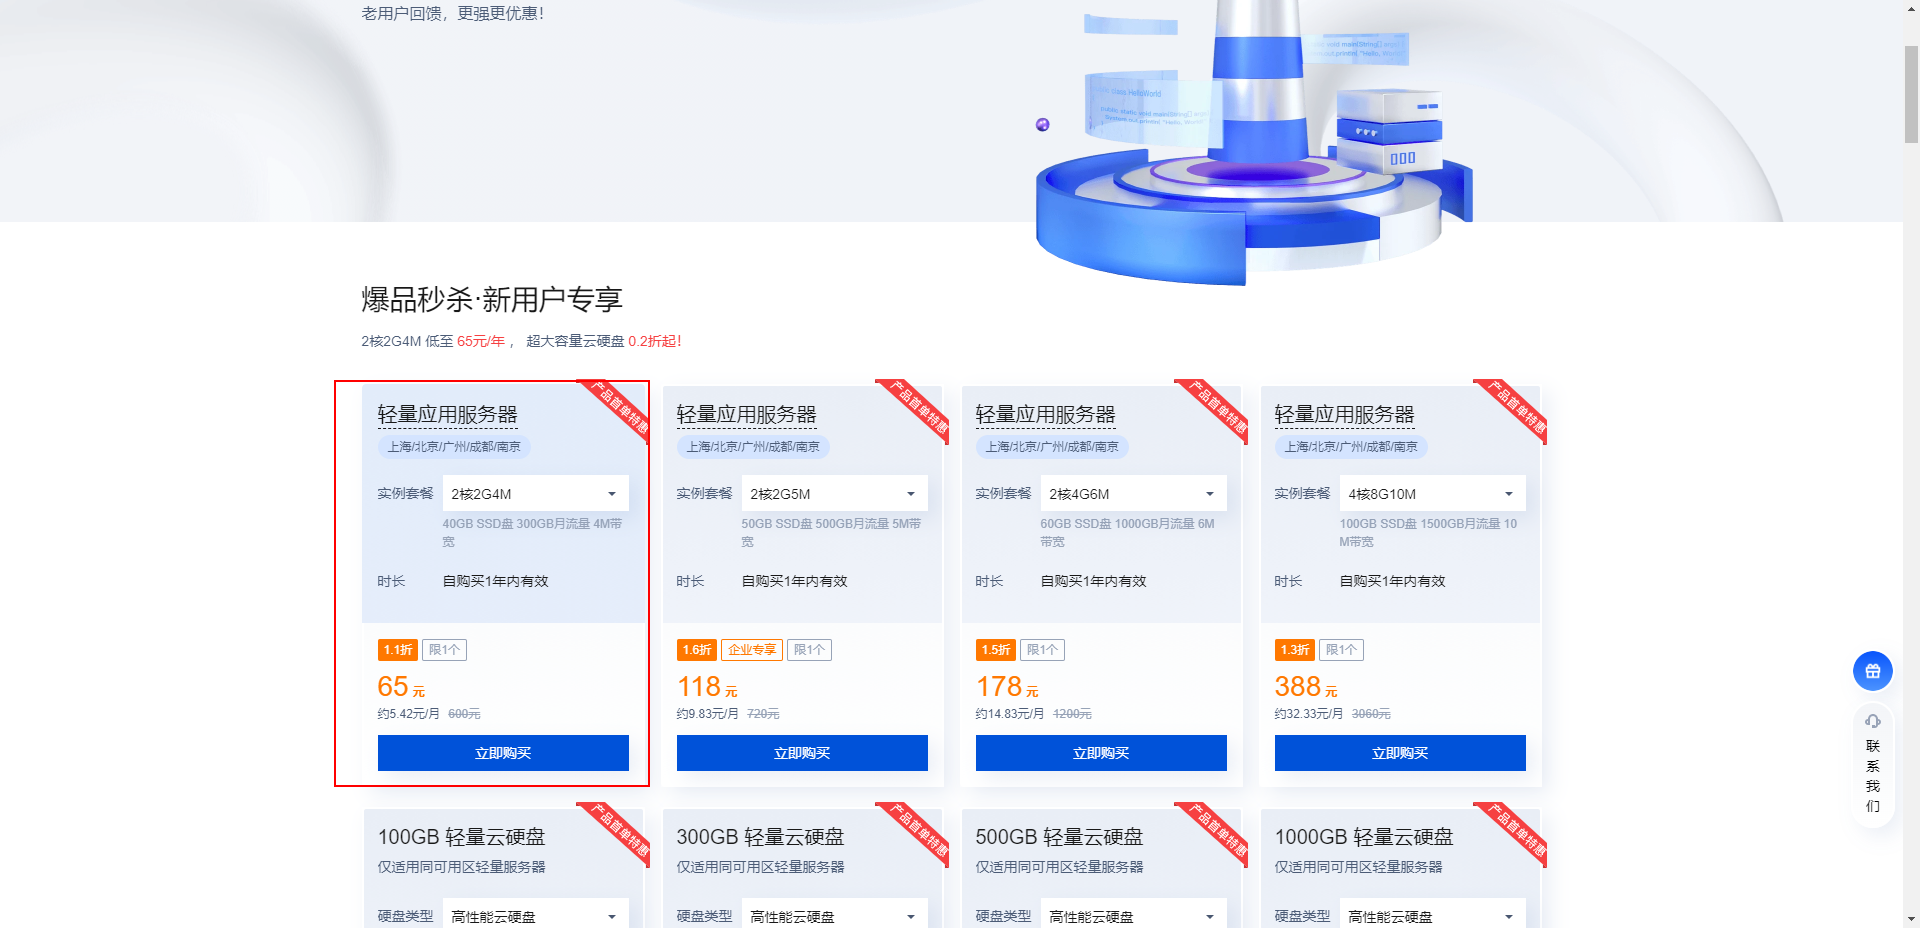 老用户回馈，更强更优惠！
class HelloWorld
public static void main(String[] args
System.out.println("Hello, World
爆品秒杀·新用户专享
2核2G4M 低至 65元/年， 超大容量云硬盘 0.2折起！
产品首单特惠
轻量应用服务器
上海/北京/广州/成都/南京
实例套餐 2核2G4M
40GB SSD盘 300GB月流量 4M带
宽
时长 自购买1年内有效
1.1折 限1个
65 元
约5.42元/月 600元
立即购买
产品首单特惠
轻量应用服务器
上海/北京/广州/成都/南京
实例套餐 2核2G5M
50GB SSD盘 500GB月流量 5M带
宽
时长 自购买1年内有效
1.6折 企业专享 限1个
118 元
约9.83元/月 720元
立即购买
产品首单特惠
轻量应用服务器
上海/北京/广州/成都/南京
实例套餐 2核4G6M
60GB SSD盘 1000GB月流量 6M
带宽
时长 自购买1年内有效
1.5折 限1个
178 元
约14.83元/月 1200元
立即购买
产品首单特惠
轻量应用服务器
上海/北京/广州/成都/南京
实例套餐 4核8G10M
100GB SSD盘 1500GB月流量 10
M带宽
时长 自购买1年内有效
1.3折 限1个
388 元
约32.33元/月 3060元
立即购买
产品首单特惠
100GB 轻量云硬盘
仅适用同可用区轻量服务器
硬盘类型 高性能云硬盘
产品首单特惠
300GB 轻量云硬盘
仅适用同可用区轻量服务器
硬盘类型 高性能云硬盘
产品首单特惠
500GB 轻量云硬盘
仅适用同可用区轻量服务器
硬盘类型 高性能云硬盘
产品首单特惠
1000GB 轻量云硬盘
仅适用同可用区轻量服务器
硬盘类型 高性能云硬盘
联
系
我
们